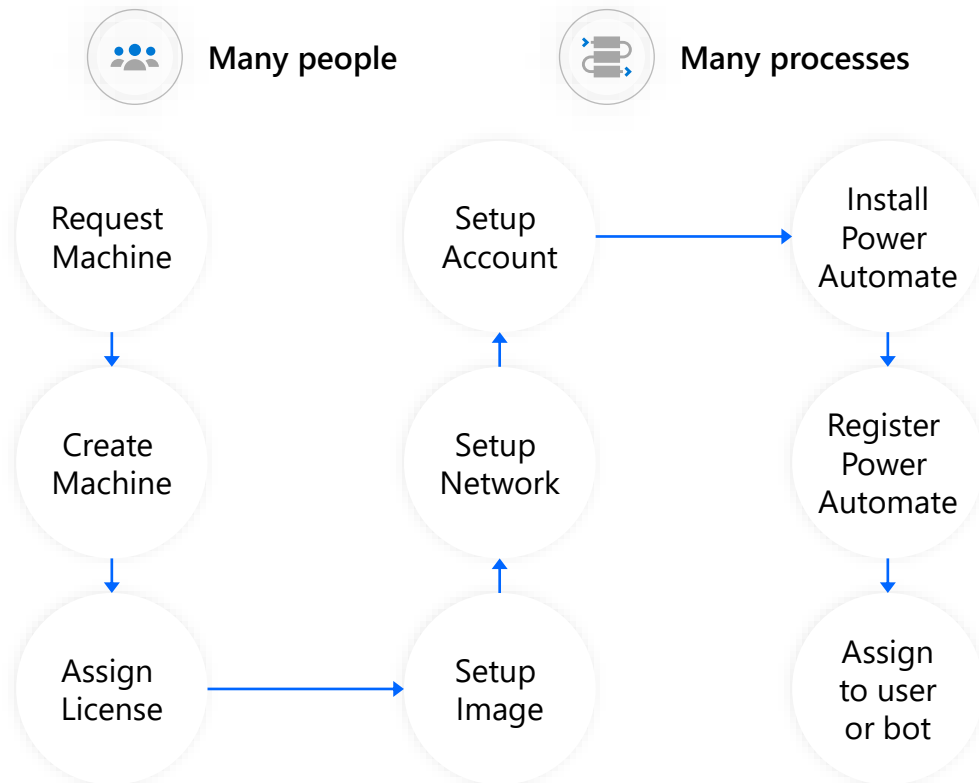 Many people
Many processes
Request
Machine
Create
Machine
Assign
License
Setup
Image
Setup
Network
Setup
Account
Install
Power
Automate
Register
Power
Automate
Assign
to user
or bot